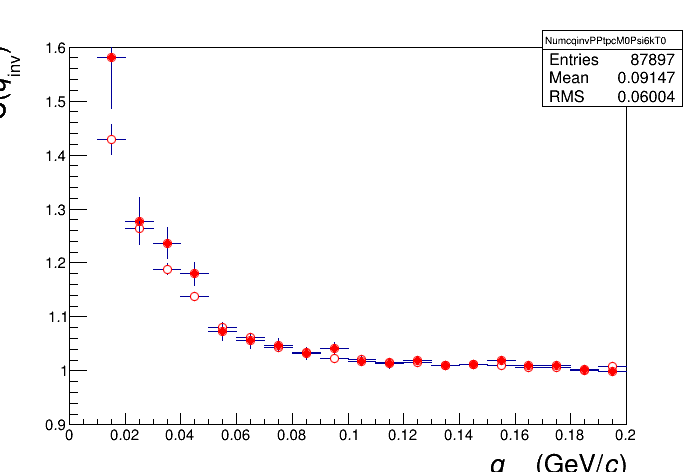 NumcqinvPPtpcM0Psi6kT0
Entries 87897
Mean 0.09147
RMS 0.06004
(q_inv)
1.6
1.5
1.4
1.3
1.2
1.1
1
0.9
0 0.02 0.04 0.06 0.08 0.1 0.12 0.14 0.16 0.18 0.2
(GeV/c)